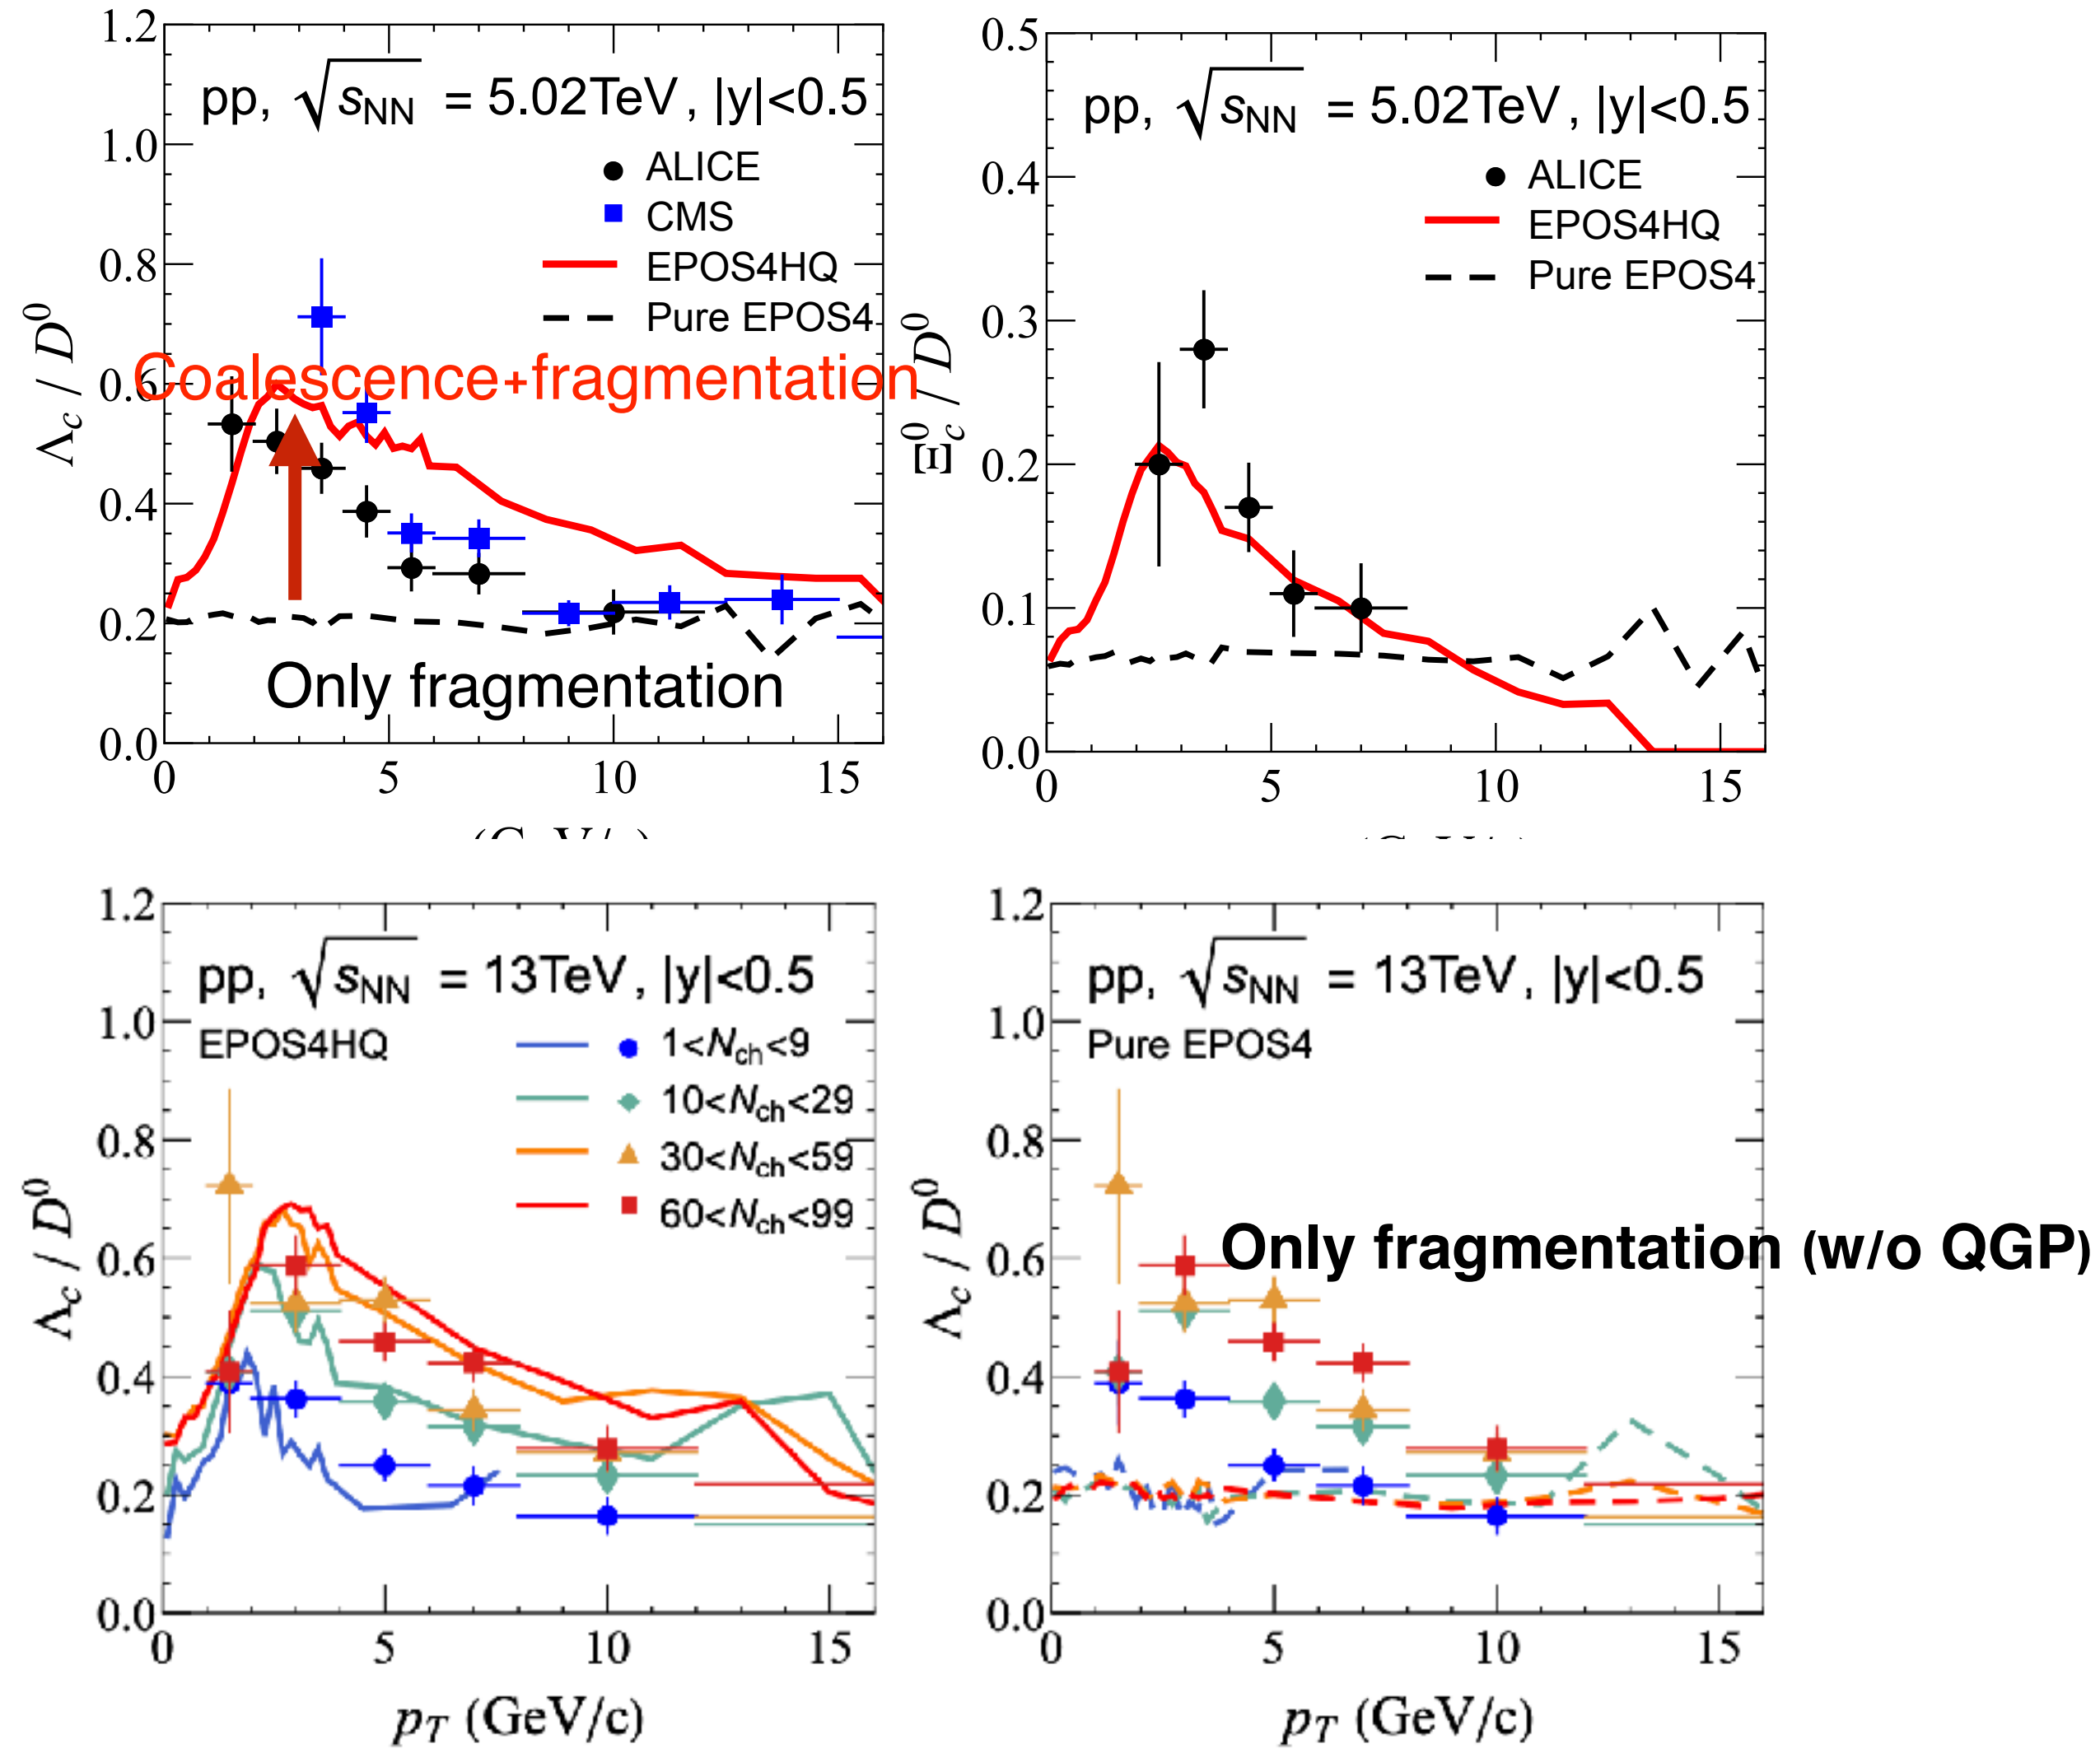 pp, √sNN = 5.02TeV, |y|<0.5
ALICE
CMS
EPOS4HQ
Pure EPOS4
Coalescence+fragmentation
Only fragmentation
Λc / D0
1.2
1.0
0.8
0.6
0.4
0.2
0.0
0 5 10 15
pp, √sNN = 5.02TeV, |y|<0.5
ALICE
EPOS4HQ
Pure EPOS4
Ξc0 / D0
0.5
0.4
0.3
0.2
0.1
0.0
0 5 10 15
pp, √sNN = 13TeV, |y|<0.5
EPOS4HQ
1<Nch<9
10<Nch<29
30<Nch<59
60<Nch<99
Λc / D0
1.2
1.0
0.8
0.6
0.4
0.2
0.0
0 5 10 15
pT (GeV/c)
pp, √sNN = 13TeV, |y|<0.5
Pure EPOS4
Only fragmentation (w/o QGP)
Λc / D0
1.2
1.0
0.8
0.6
0.4
0.2
0.0
0 5 10 15
pT (GeV/c)